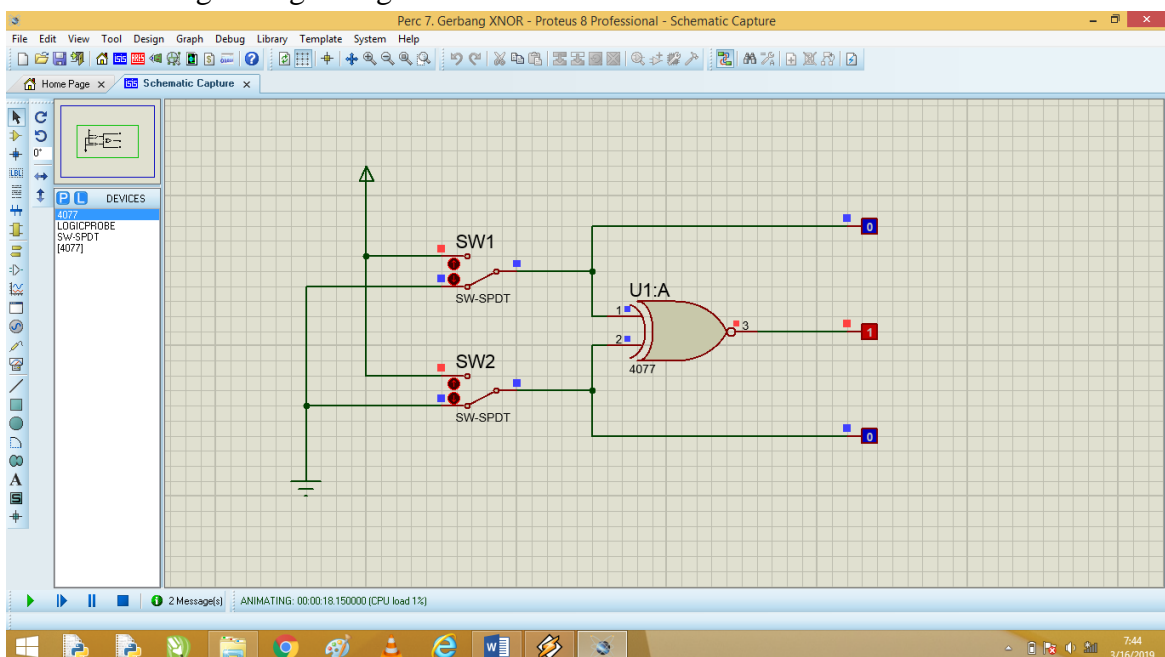 Perc 7. Gerbang XNOR - Proteus 8 Professional - Schematic Capture
File Edit View Tool Design Graph Debug Library Template System Help
Home Page x Schematic Capture x
0°
LBL
P L DEVICES
4077
LOGICPROBE
SW-SPDT
[4077]
SW1
SW-SPDT
0
U1:A
1
2
3
4077
1
SW2
SW-SPDT
0
A
S
2 Message(s) ANIMATING: 00:00:18.150000 (CPU load 1%)
7:44
3/16/2019